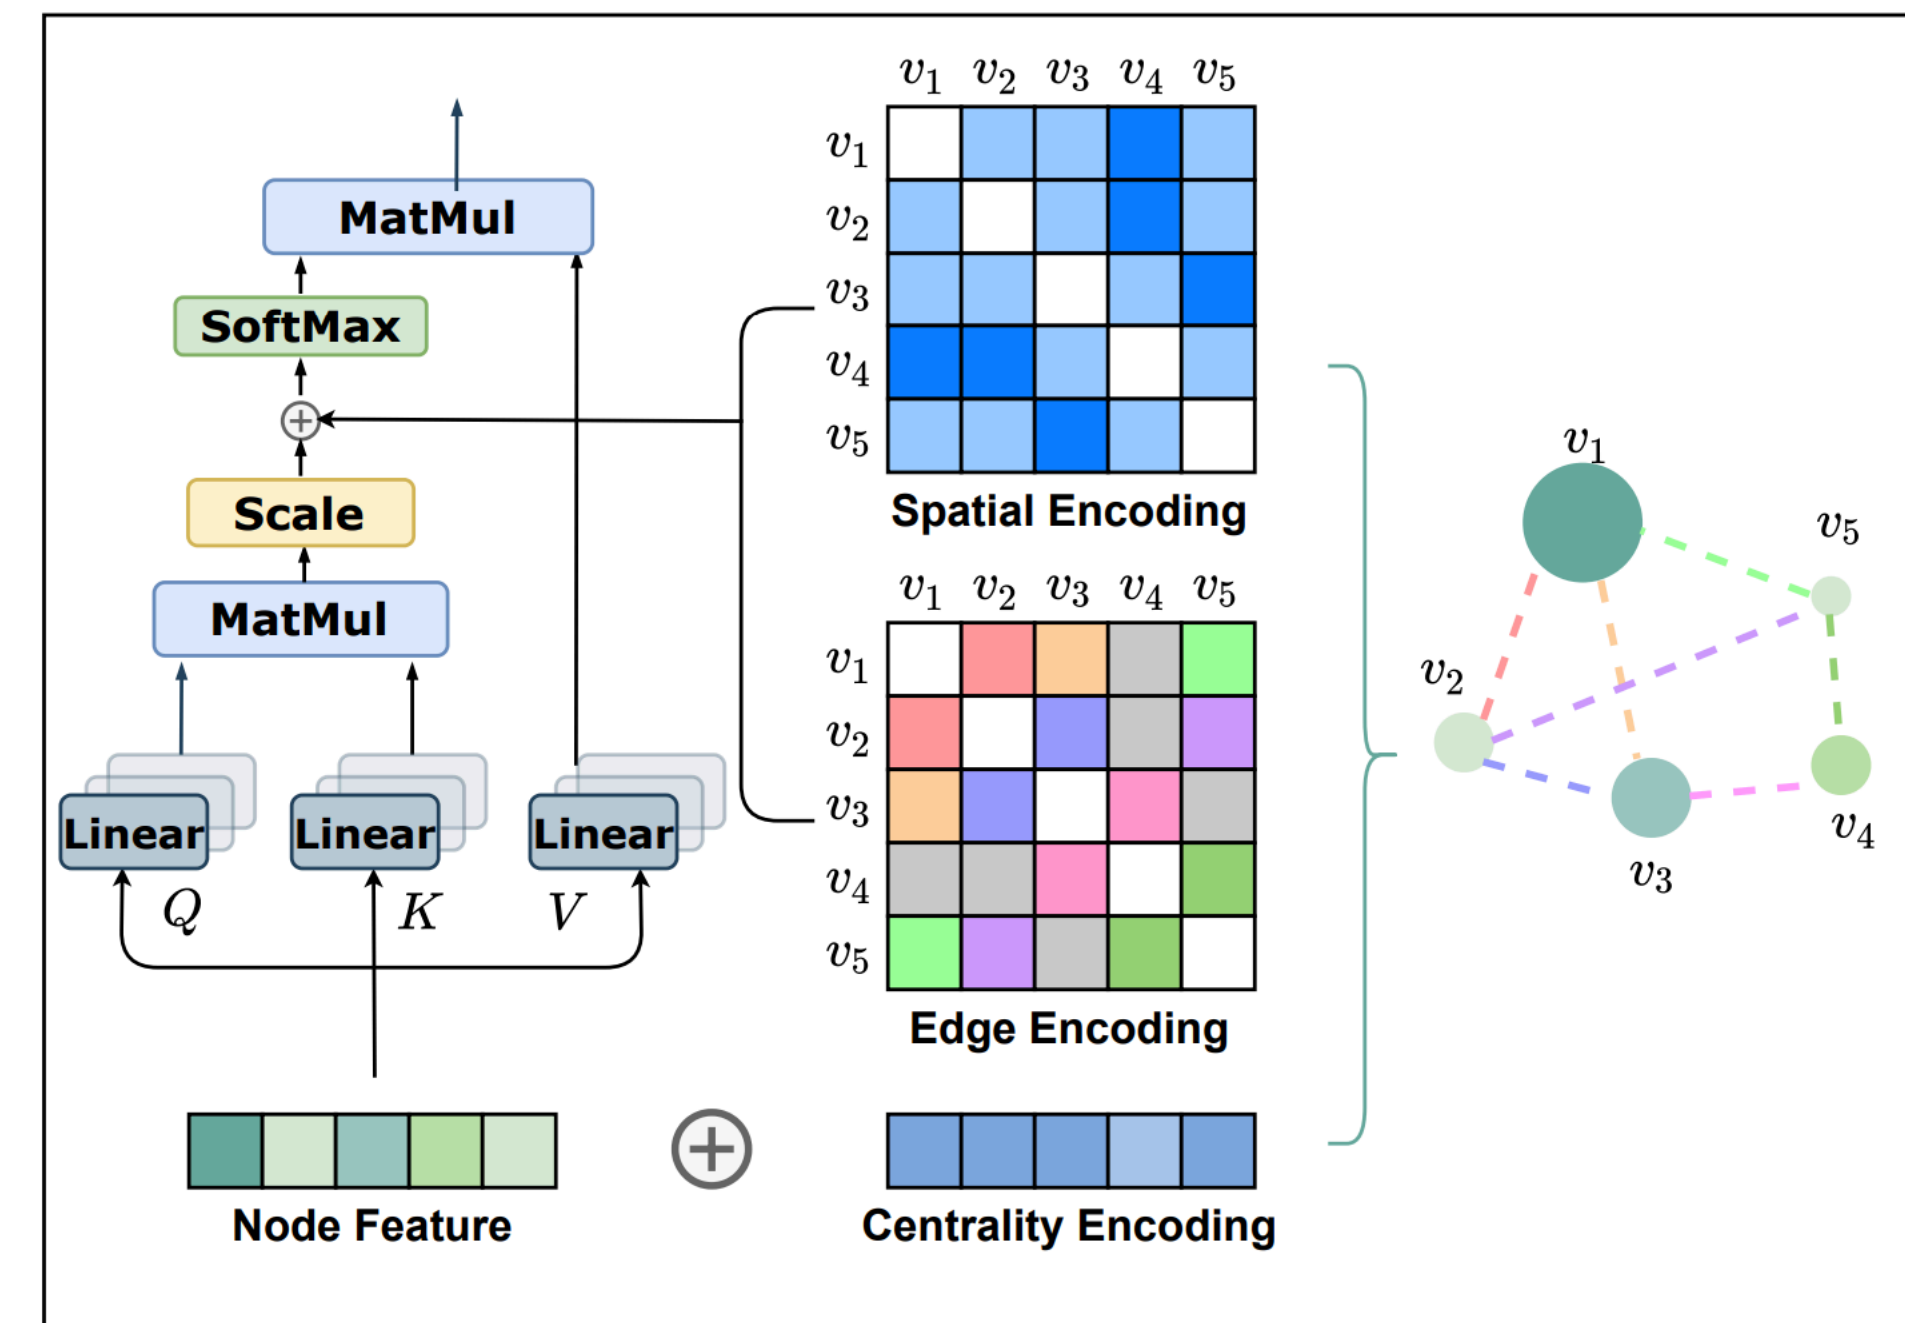 MatMul
SoftMax
+
Scale
MatMul
Linear
Linear
Linear
Q
K
V
Node Feature
+
v₁ v₂ v₃ v₄ v₅
v₁
v₂
v₃
v₄
v₅
Spatial Encoding
v₁ v₂ v₃ v₄ v₅
v₁
v₂
v₃
v₄
v₅
Edge Encoding
Centrality Encoding
v₁
v₅
v₂
v₄
v₃